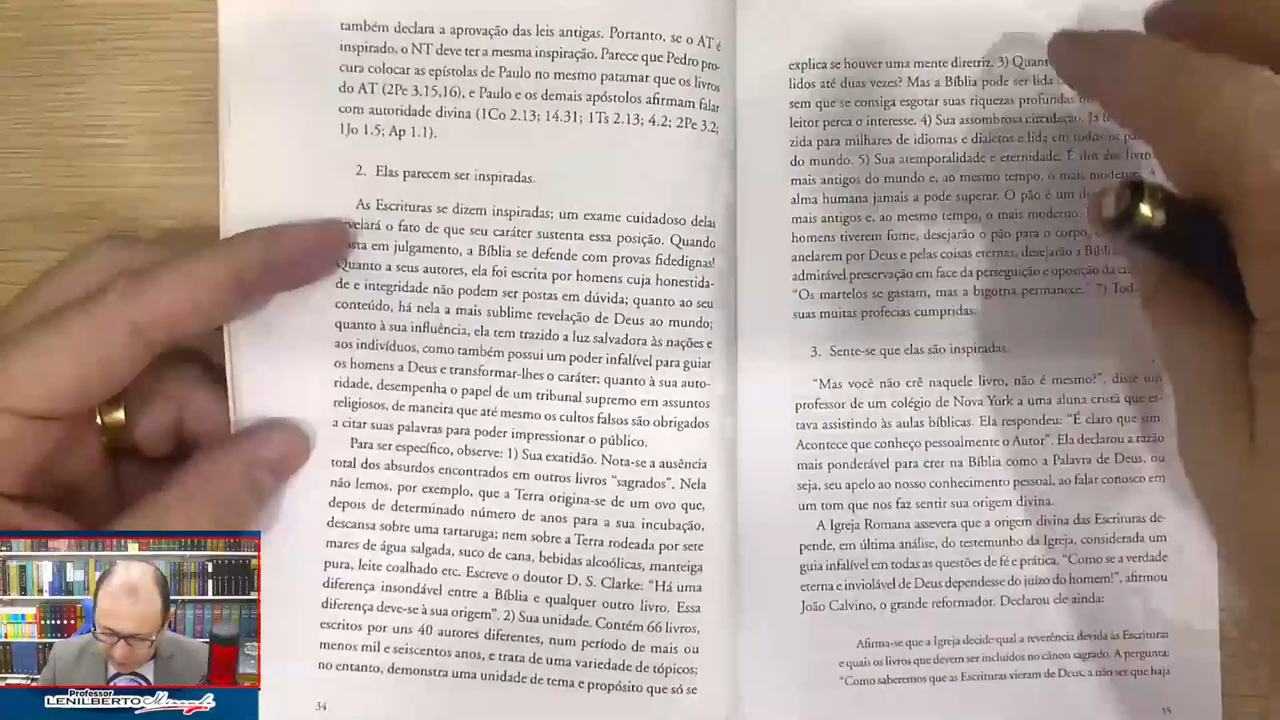 também declara a aprovação das leis antigas. Portanto, se o AT é
inspirado, o NT deve ter a mesma inspiração. Parece que Pedro pro-
cura colocar as epístolas de Paulo no mesmo patamar que os livros
do AT (2Pe 3.15,16), e Paulo e os demais apóstolos afirmam falar
com autoridade divina (1Co 2.13; 14.31; 1Ts 2.13; 4.2; 2Pe 3.2;
1Jo 1.5; Ap 1.1).
2. Elas parecem ser inspiradas.
As Escrituras se dizem inspiradas; um exame cuidadoso delas
revelará o fato de que seu caráter sustenta essa posição. Quando
em julgamento, a Bíblia se defende com provas fidedignas!
Quanto a seus autores, ela foi escrita por homens cuja honestida-
de e integridade não podem ser postas em dúvida; quanto ao seu
conteúdo, há nela a mais sublime revelação de Deus ao mundo;
quanto à sua influência, ela tem trazido a luz salvadora às nações e
aos indivíduos, como também possui um poder infalível para guiar
os homens a Deus e transformar-lhes o caráter; quanto à sua auto-
ridade, desempenha o papel de um tribunal supremo em assuntos
religiosos, de maneira que até mesmo os cultos falsos são obrigados
a citar suas palavras para poder impressionar o público.
Para ser específico, observe: 1) Sua exatidão. Nota-se a ausência
total dos absurdos encontrados em outros livros “sagrados”. Nela
não lemos, por exemplo, que a Terra origina-se de um ovo que,
depois de determinado número de anos para a sua incubação,
descansa sobre uma tartaruga; nem sobre a Terra rodeada por sete
mares de água salgada, suco de cana, bebidas alcoólicas, manteiga
pura, leite coalhado etc. Escreve o doutor D. S. Clarke: “Há uma
diferença insondável entre a Bíblia e qualquer outro livro. Essa
diferença deve-se à sua origem”. 2) Sua unidade. Contém 66 livros,
escritos por uns 40 autores diferentes, num período de mais ou
menos mil e seiscentos anos, e trata de uma variedade de tópicos;
no entanto, demonstra uma unidade de tema e propósito que só se
34
explica se houver uma mente diretriz. 3)
lidos até duas vezes? Mas a Bíblia pode ser lida
sem que se consiga esgotar suas riquezas profundas
leitor perca o interesse. 4) Sua assombrosa circulação. Já
zida para milhares de idiomas e dialetos e lida em todos os
do mundo. 5) Sua atemporalidade e eternidade. É dos
mais antigos do mundo e, ao mesmo tempo, o mais moderno. A
alma humana jamais a pode superar. O pão é um
mais antigos e, ao mesmo tempo, o mais moderno.
homens tiverem fome, desejarão o pão para o corpo,
anelarem por Deus e pelas coisas eternas, desejarão a
admirável preservação em face da perseguição e oposição da
“Os martelos se gastam, mas a bigorna permanece.” 7)
suas muitas profecias cumpridas.
3. Sente-se que elas são inspiradas.
“Mas você não crê naquele livro, não é mesmo?”, disse um
professor de um colégio de Nova York a uma aluna cristã que es-
tava assistindo às aulas bíblicas. Ela respondeu: “É claro que sim.
Acontece que conheço pessoalmente o Autor”. Ela declarou a razão
mais ponderável para crer na Bíblia como a Palavra de Deus, ou
seja, seu apelo ao nosso conhecimento pessoal, ao falar conosco em
um tom que nos faz sentir sua origem divina.
A Igreja Romana assevera que a origem divina das Escrituras de-
pende, em última análise, do testemunho da Igreja, considerada um
guia infalível em todas as questões de fé e prática. “Como se a verdade
eterna e inviolável de Deus dependesse do juízo do homem!”, afirmou
João Calvino, o grande reformador. Declarou ele ainda:
Afirma-se que a Igreja decide qual a reverência devida às Escrituras
e quais os livros que devem ser incluídos no cânon sagrado. A pergunta:
“Como saberemos que as Escrituras vieram de Deus, a não ser que haja
35
Professor
LENILBERTO Miranda